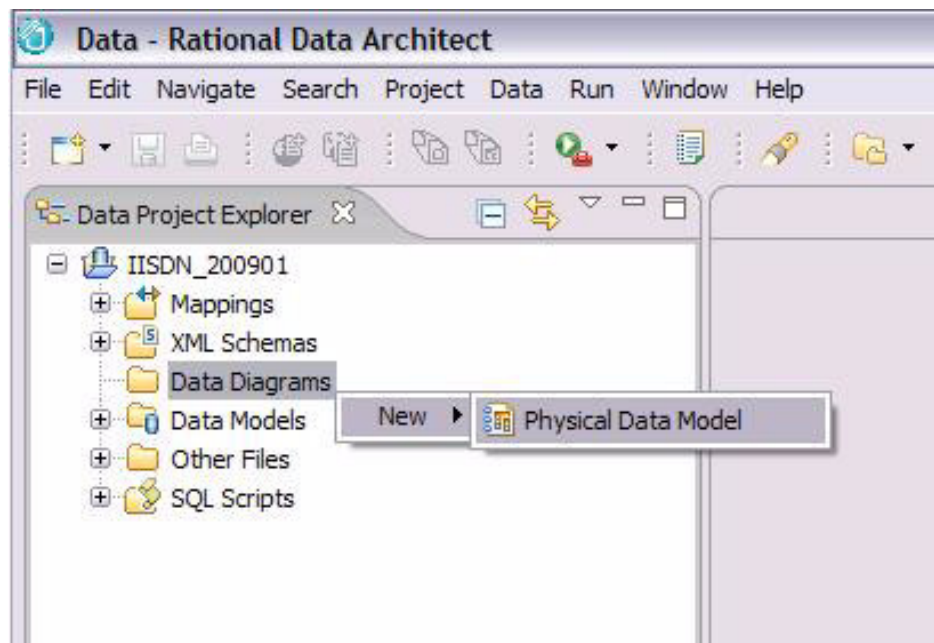 Data - Rational Data Architect
File Edit Navigate Search Project Data Run Window Help
Data Project Explorer
IISDN_200901
Mappings
XML Schemas
Data Diagrams
New Physical Data Model
Data Models
Other Files
SQL Scripts